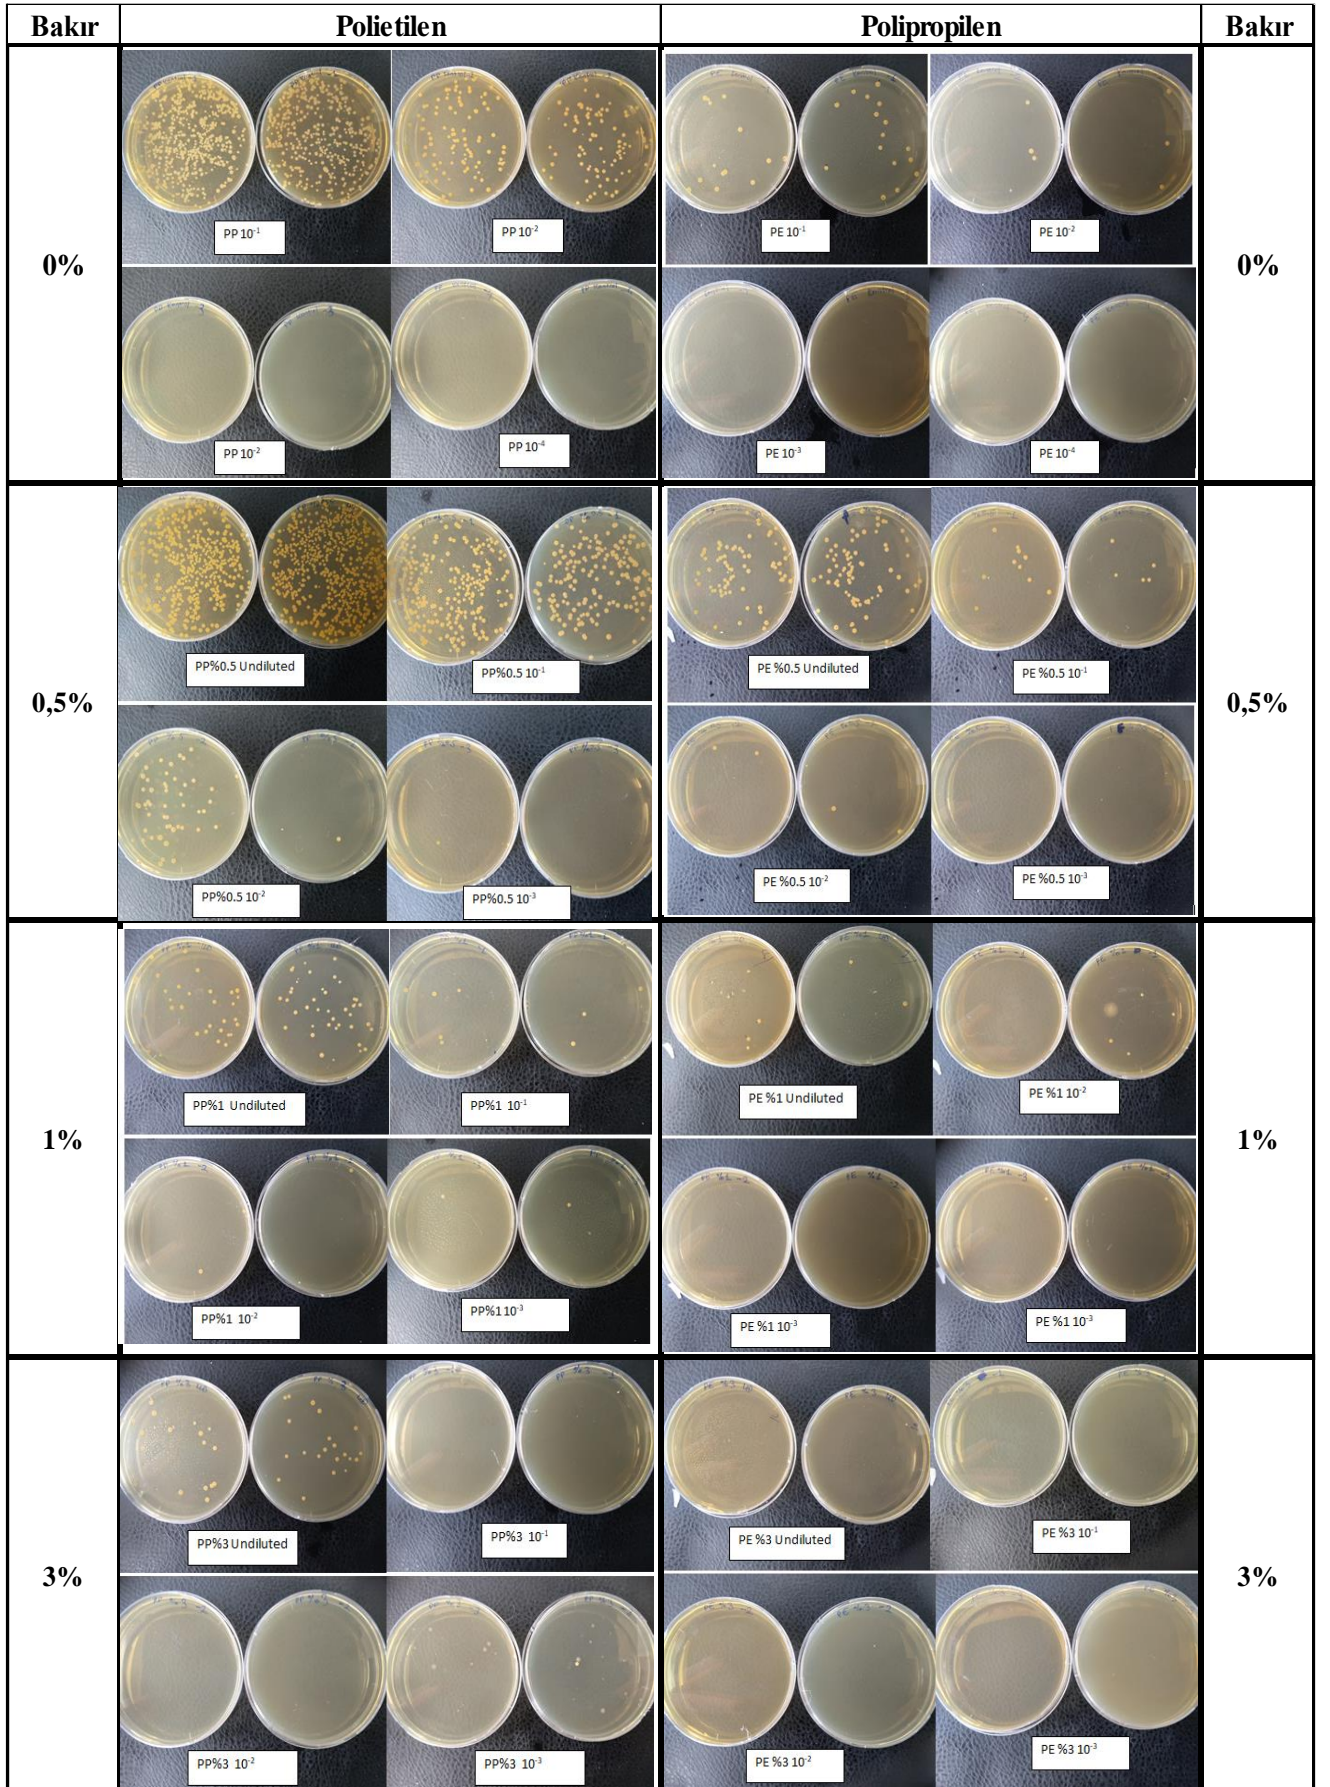 Bakır Polietilen Polipropilen Bakır
0% 0%
PP 10⁻¹ PP 10⁻² PE 10⁻¹ PE 10⁻²
PP 10⁻² PP 10⁻⁴ PE 10⁻³ PE 10⁻⁴
0,5% 0,5%
PP%0.5 Undiluted PP%0.5 10⁻¹ PE %0.5 Undiluted PE %0.5 10⁻¹
PP%0.5 10⁻² PP%0.5 10⁻³ PE %0.5 10⁻² PE %0.5 10⁻³
1% 1%
PP%1 Undiluted PP%1 10⁻¹ PE %1 Undiluted PE %1 10⁻²
PP%1 10⁻² PP%1 10⁻³ PE %1 10⁻³ PE %1 10⁻³
3% 3%
PP%3 Undiluted PP%3 10⁻¹ PE %3 Undiluted PE %3 10⁻¹
PP%3 10⁻² PP%3 10⁻³ PE %3 10⁻² PE %3 10⁻³